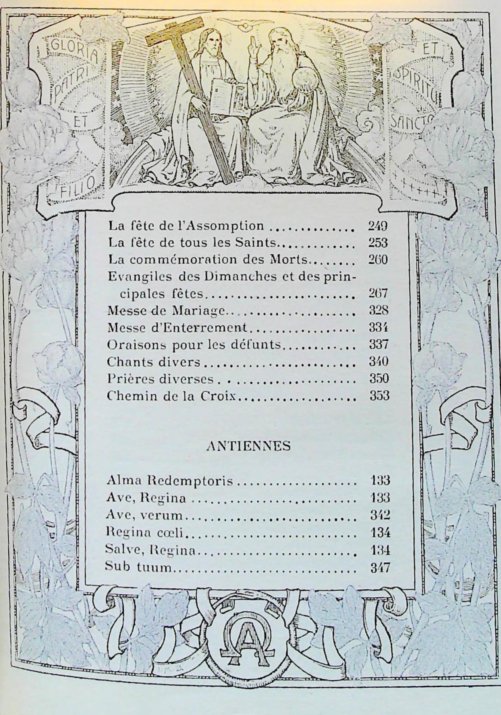 GLORIA
PATRI
ET
FILIO
ET
SPIRITU
SANCTO
La fête de l'Assomption .............. 249
La fête de tous les Saints............ 253
La commémoration des Morts....... 260
Evangiles des Dimanches et des prin-
cipales fêtes...................... 267
Messe de Mariage.................... 328
Messe d'Enterrement................. 334
Oraisons pour les défunts........... 337
Chants divers ....................... 340
Prières diverses .................... 350
Chemin de la Croix.................. 353
ANTIENNES
Alma Redemptoris .................. 133
Ave, Regina ........................ 133
Ave, verum.......................... 342
Regina cœli......................... 134
Salve, Regina....................... 134
Sub tuum............................ 347